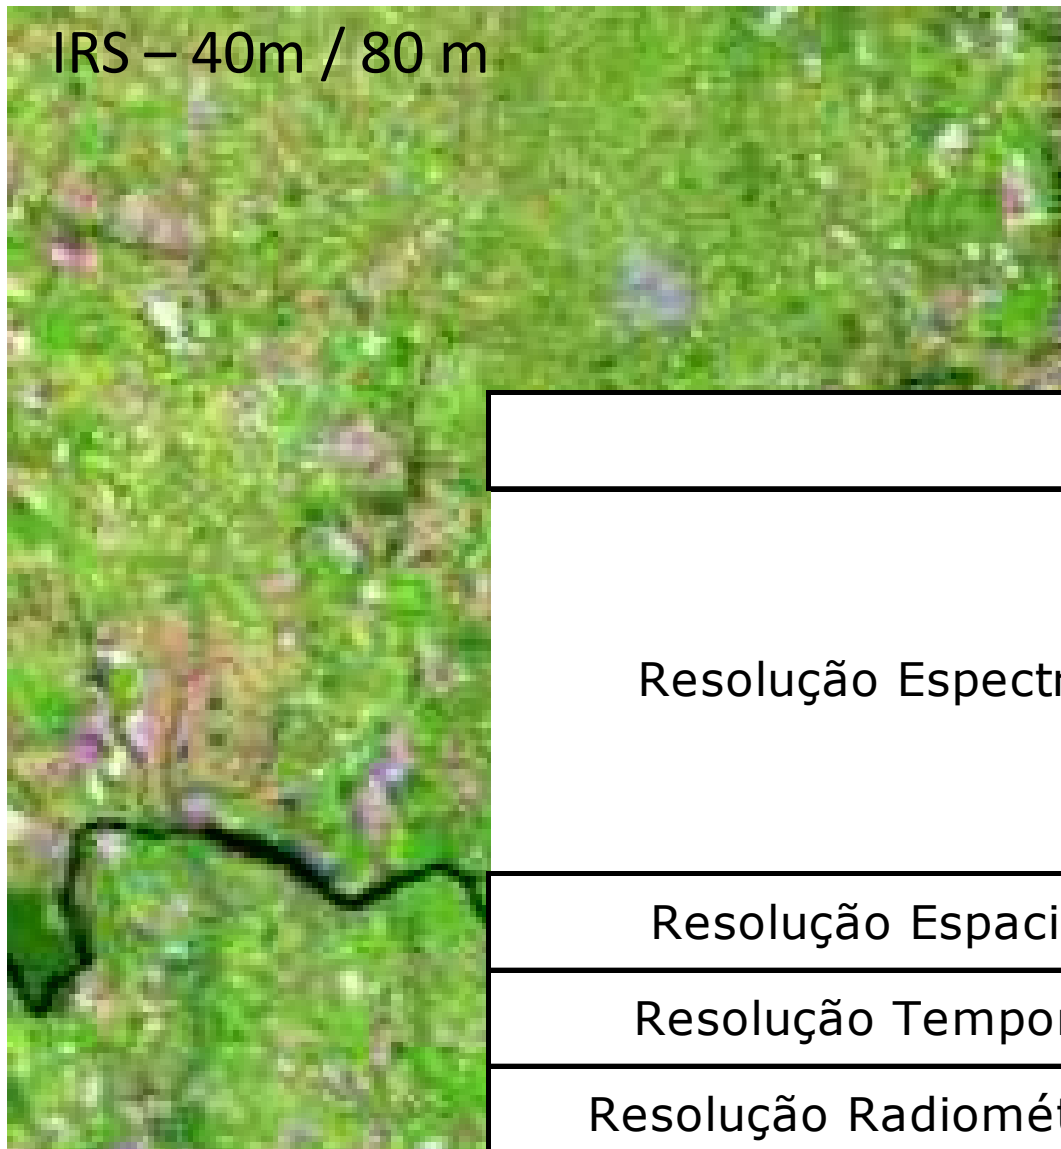 IRS – 40m / 80 m
Resolução Espectr
Resolução Espaci
Resolução Tempor
Resolução Radiomét